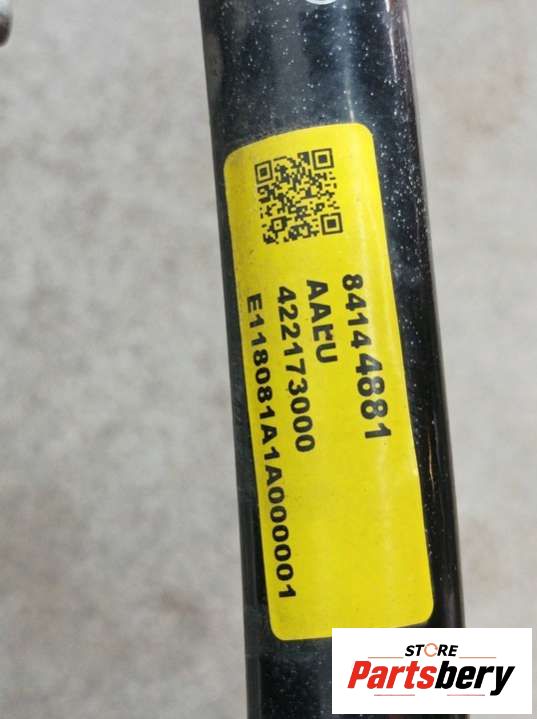 84144881
AAEU
422173000
E118081A1A000001
STORE
Partsbery